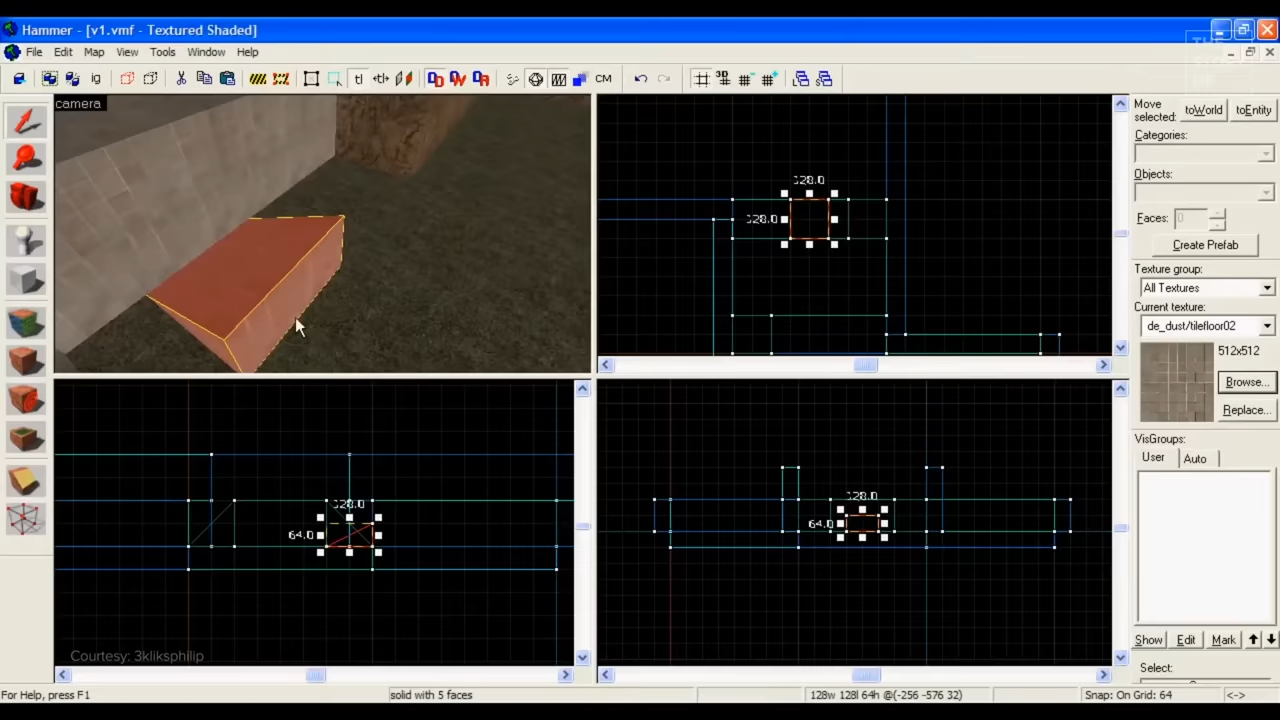 Hammer - [v1.vmf - Textured Shaded]
File Edit Map View Tools Window Help
ig tl CM 3D
camera
128.0
128.0
128.0
64.0
128.0
64.0
Courtesy: 3kliksphilip
Move selected: toWorld toEntity
Categories:
Objects:
Faces: 0
Create Prefab
Texture group:
All Textures
Current texture:
de_dust/tilefloor02
512x512
Browse...
Replace...
VisGroups:
User Auto
Show Edit Mark
Select:
For Help, press F1 solid with 5 faces 128w 128l 64h @(-256 -576 32) Snap: On Grid: 64 <->